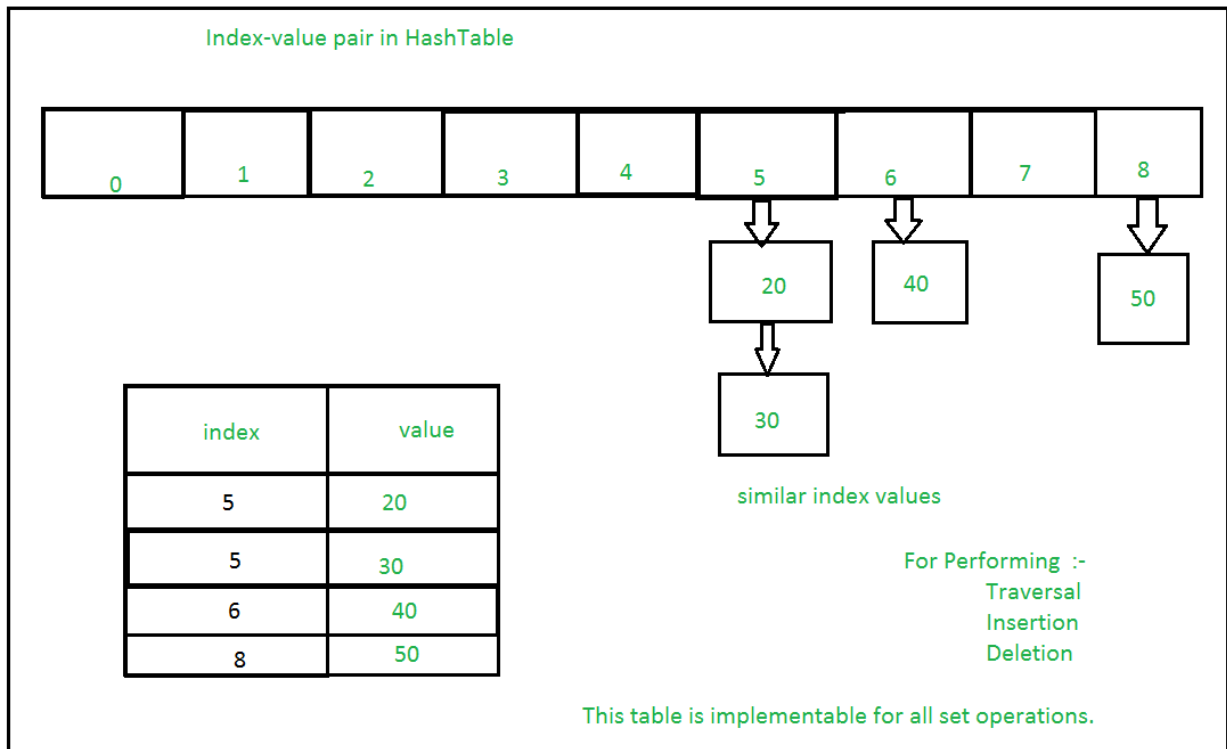 Index-value pair in HashTable
0 1 2 3 4 5 6 7 8
20 40 50
30
index value
5 20
5 30
6 40
8 50
similar index values
For Performing :-
Traversal
Insertion
Deletion
This table is implementable for all set operations.